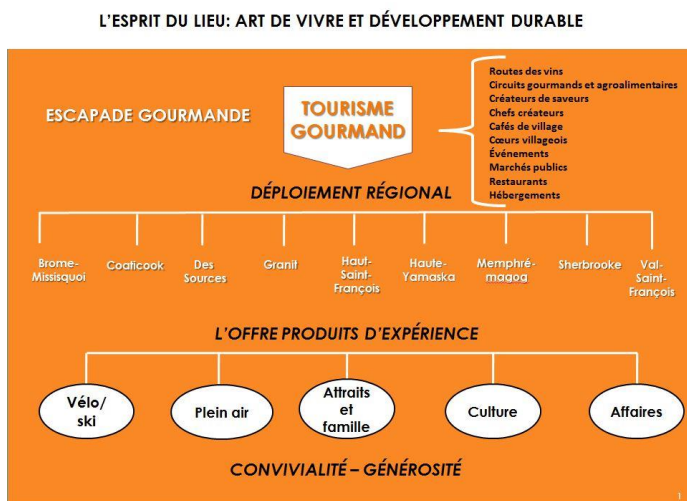 L'ESPRIT DU LIEU: ART DE VIVRE ET DÉVELOPPEMENT DURABLE
ESCAPADE GOURMANDE
TOURISME
GOURMAND
Routes des vins
Circuits gourmands et agroalimentaires
Créateurs de saveurs
Chefs créateurs
Cafés de village
Cœurs villageois
Événements
Marchés publics
Restaurants
Hébergements
DÉPLOIEMENT RÉGIONAL
Brome-
Missisquoi
Coaticook
Des
Sources
Granit
Haut-
Saint-
François
Haute-
Yamaska
Memphré-
magog
Sherbrooke
Val-
Saint-
François
L'OFFRE PRODUITS D'EXPÉRIENCE
Vélo/
ski
Plein air
Attraits
et
famille
Culture
Affaires
CONVIVIALITÉ – GÉNÉROSITÉ
1